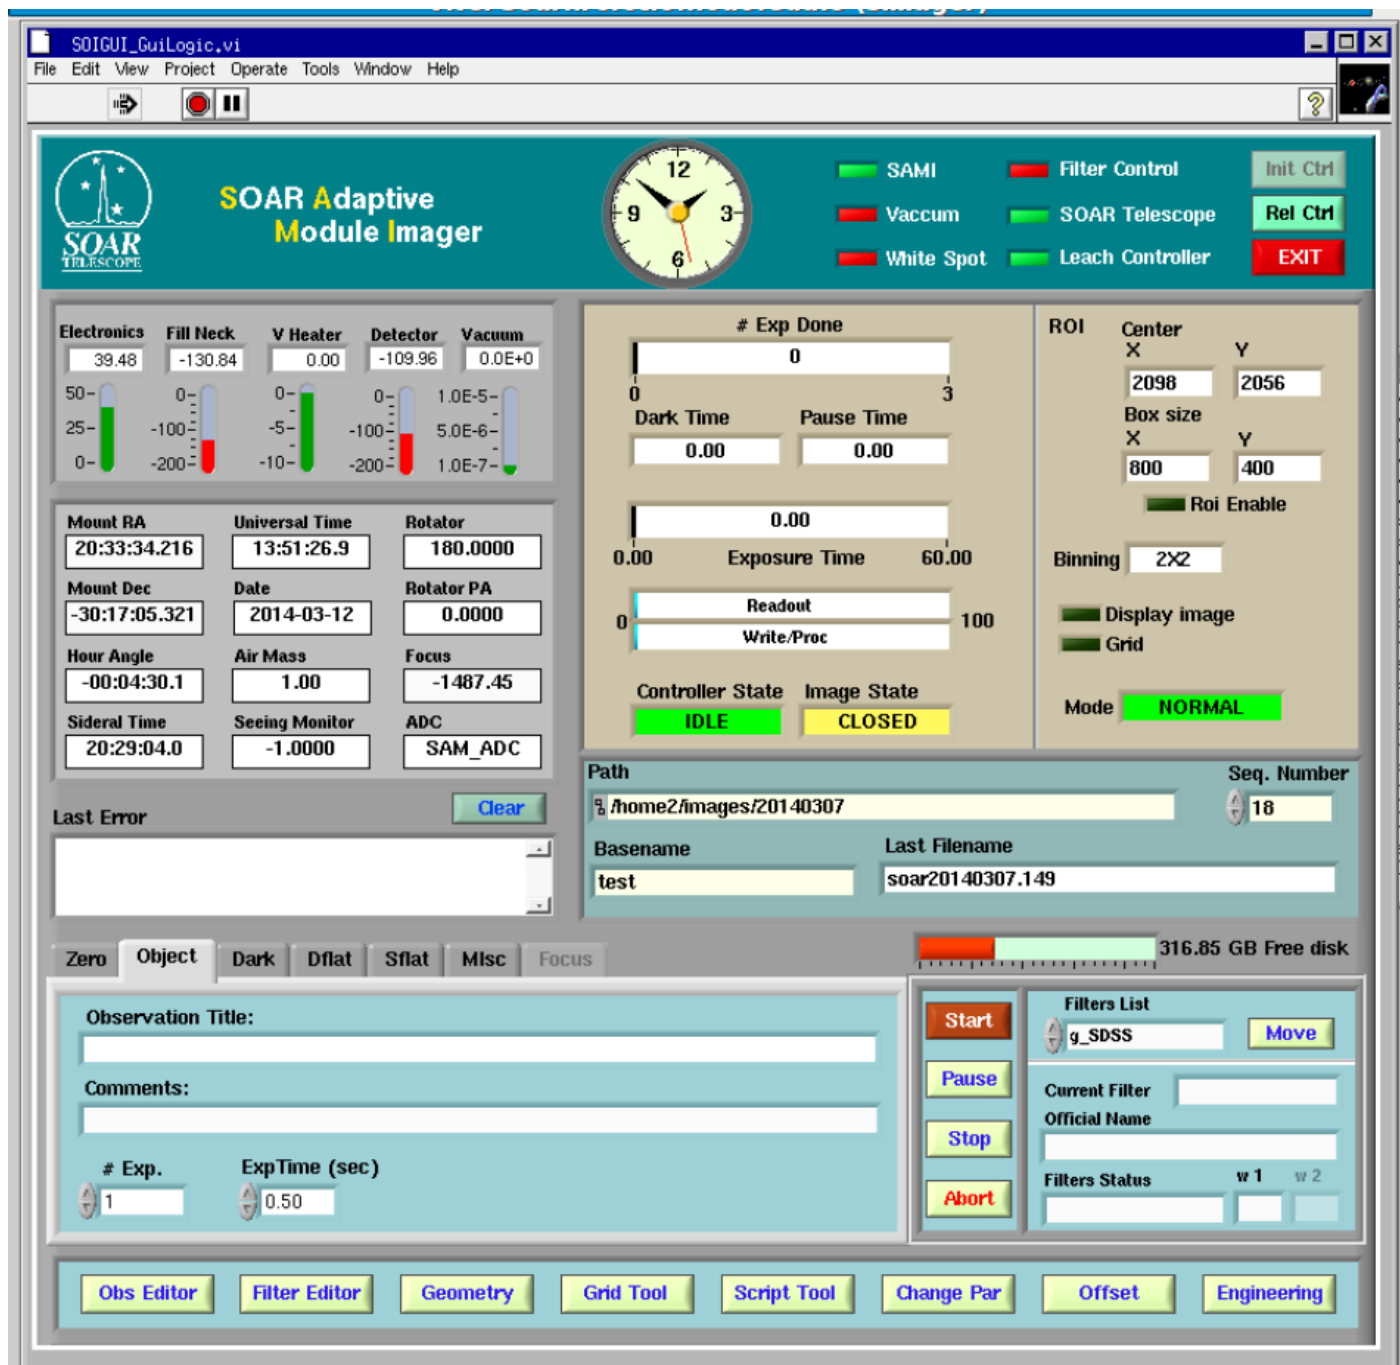 SOIGUI_GuiLogic.vi
File Edit View Project Operate Tools Window Help
SOAR
TELESCOPE
SOAR Adaptive
Module Imager
12
9 3
6
SAMI Filter Control Init Ctrl
Vaccum SOAR Telescope Rel Ctrl
White Spot Leach Controller EXIT
Electronics Fill Neck V Heater Detector Vacuum
39.48 -130.84 0.00 -109.96 0.0E+0
50 0 0 0 1.0E-5
25 -100 -5 -100 5.0E-6
0 -200 -10 -200 1.0E-7
Mount RA Universal Time Rotator
20:33:34.216 13:51:26.9 180.0000
Mount Dec Date Rotator PA
-30:17:05.321 2014-03-12 0.0000
Hour Angle Air Mass Focus
-00:04:30.1 1.00 -1487.45
Sideral Time Seeing Monitor ADC
20:29:04.0 -1.0000 SAM_ADC
Last Error Clear
# Exp Done
0
0 3
Dark Time Pause Time
0.00 0.00
0.00
0.00 Exposure Time 60.00
Readout
0 100
Write/Proc
Controller State Image State
IDLE CLOSED
ROI Center
X Y
2098 2056
Box size
X Y
800 400
Roi Enable
Binning 2X2
Display image
Grid
Mode NORMAL
Path Seq. Number
/home2/images/20140307 18
Basename Last Filename
test soar20140307.149
Zero Object Dark Dflat Sflat MIsc Focus
316.85 GB Free disk
Observation Title:
Comments:
# Exp. ExpTime (sec)
1 0.50
Start
Pause
Stop
Abort
Filters List
g_SDSS Move
Current Filter
Official Name
Filters Status w 1 w 2
Obs Editor Filter Editor Geometry Grid Tool Script Tool Change Par Offset Engineering